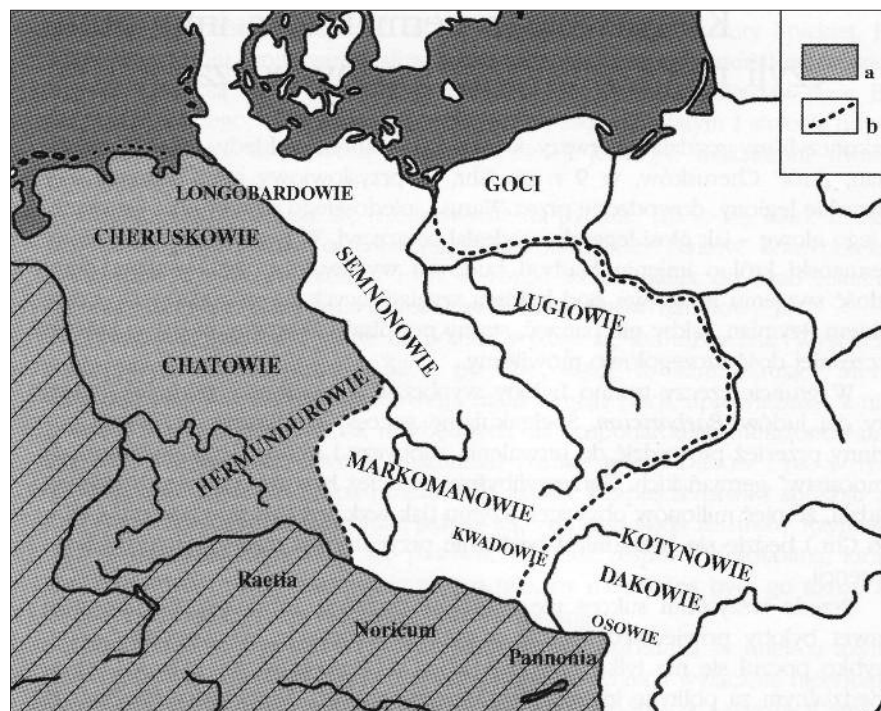 a
b
LONGOBARDOWIE
GOCI
CHERUSKOWIE
SEMNONOWIE
LUGIOWIE
CHATOWIE
HERMUNDUROWIE
MARKOMANOWIE
KWADOWIE
KOTYNOWIE
DAKOWIE
OSOWIE
Raetia
Noricum
Pannonia